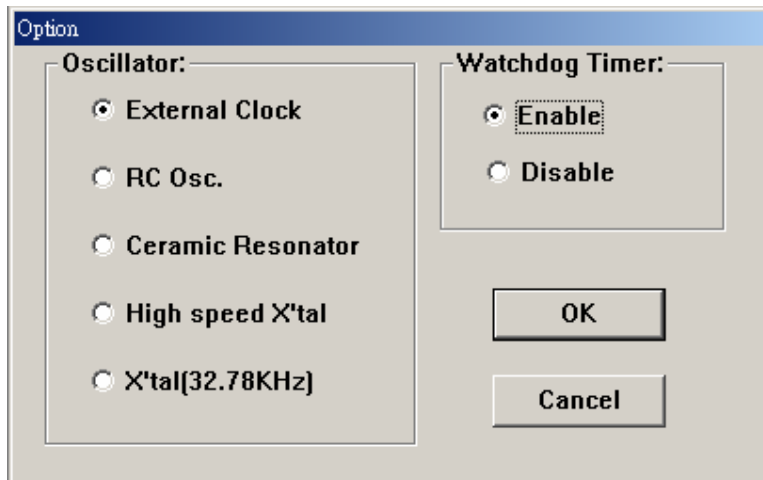 Option
Oscillator:
External Clock
RC Osc.
Ceramic Resonator
High speed X'tal
X'tal(32.78KHz)
Watchdog Timer:
Enable
Disable
OK
Cancel